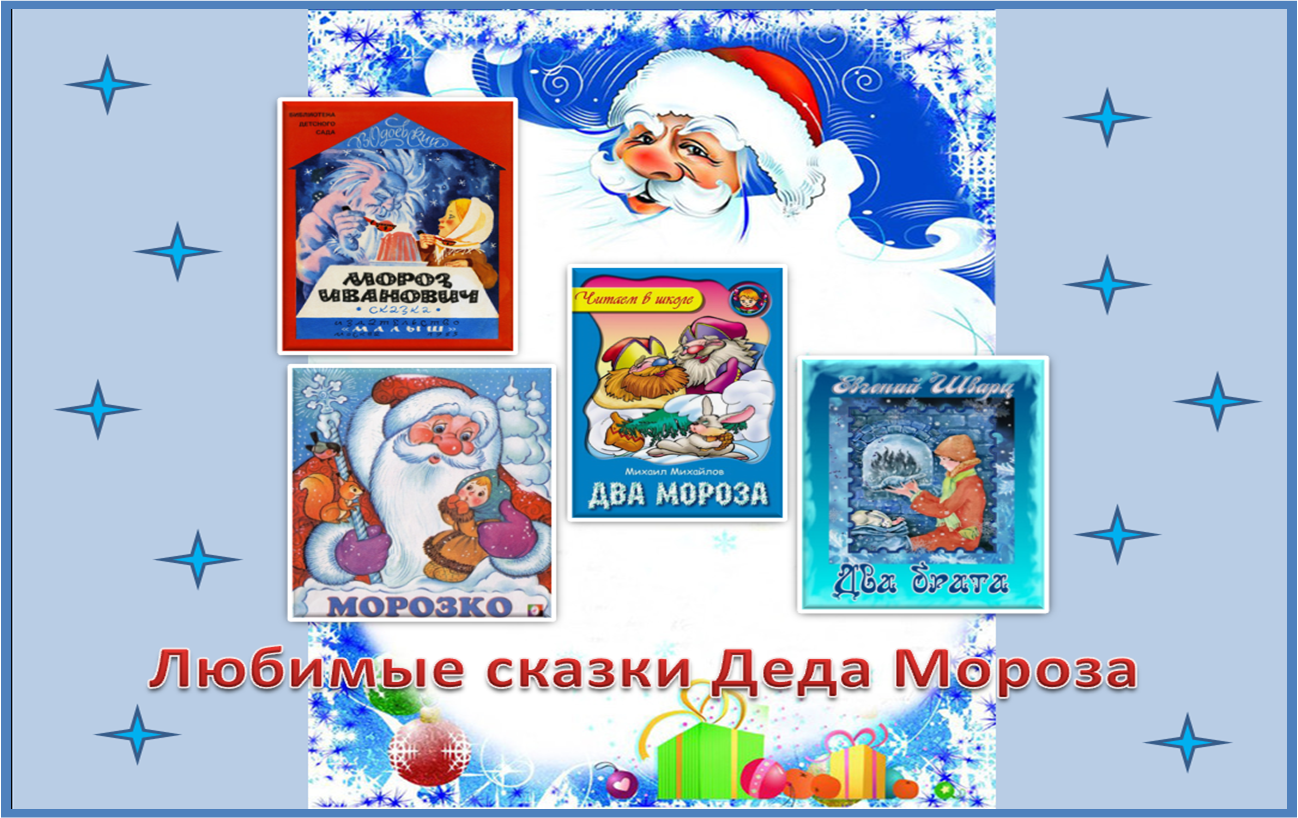 БИБЛИОТЕКА
ДЕТСКОГО
САДА
В.Одоевский
МОРОЗ
ИВАНОВИЧ
• СКАЗКА •
ИЗДАТЕЛЬСТВО
«МАЛЫШ»
Читаем в школе
Михаил Михайлов
ДВА МОРОЗА
Евгений Шварц
Два брата
МОРОЗКО
Любимые сказки Деда Мороза